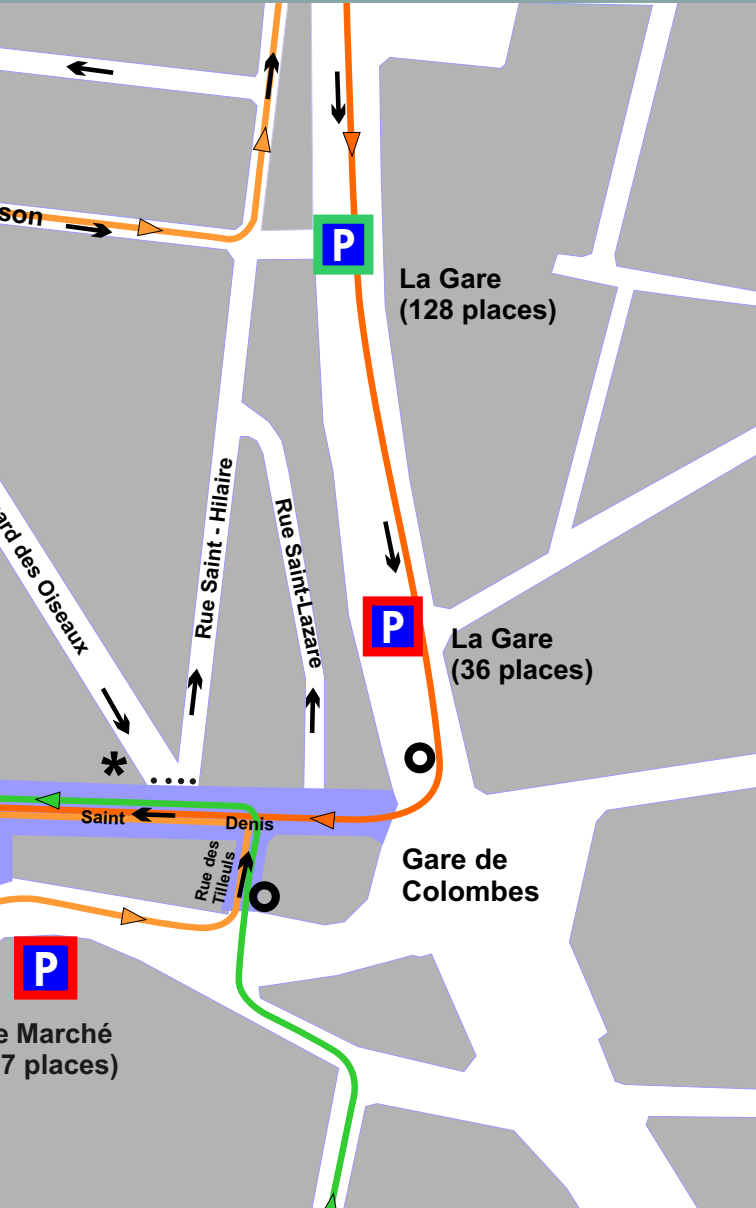 son
P
La Gare
(128 places)
Rue Saint - Hilaire
Rue Saint-Lazare
ard des Oiseaux
P
La Gare
(36 places)
*
Saint
Denis
Rue des
Tilleuls
Gare de
Colombes
P
e Marché
7 places)